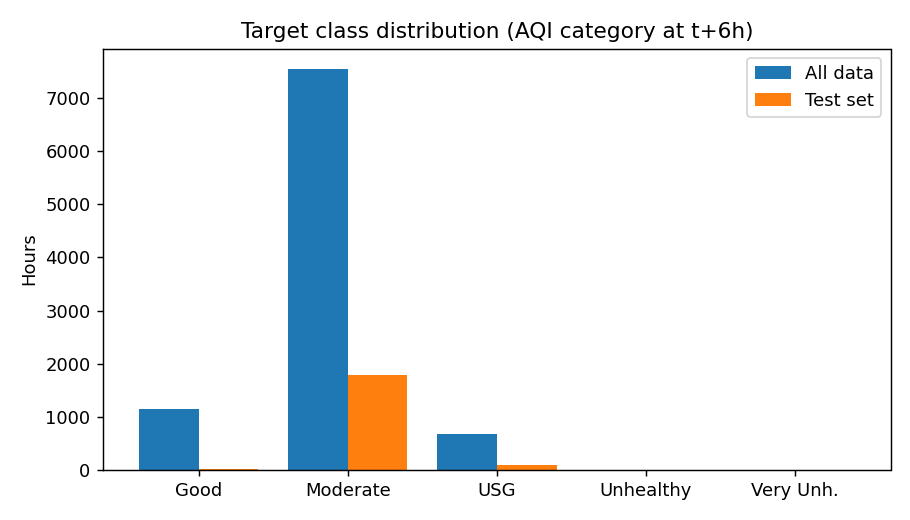 Target class distribution (AQI category at t+6h)
All data
Test set
Hours
7000
6000
5000
4000
3000
2000
1000
0
Good
Moderate
USG
Unhealthy
Very Unh.